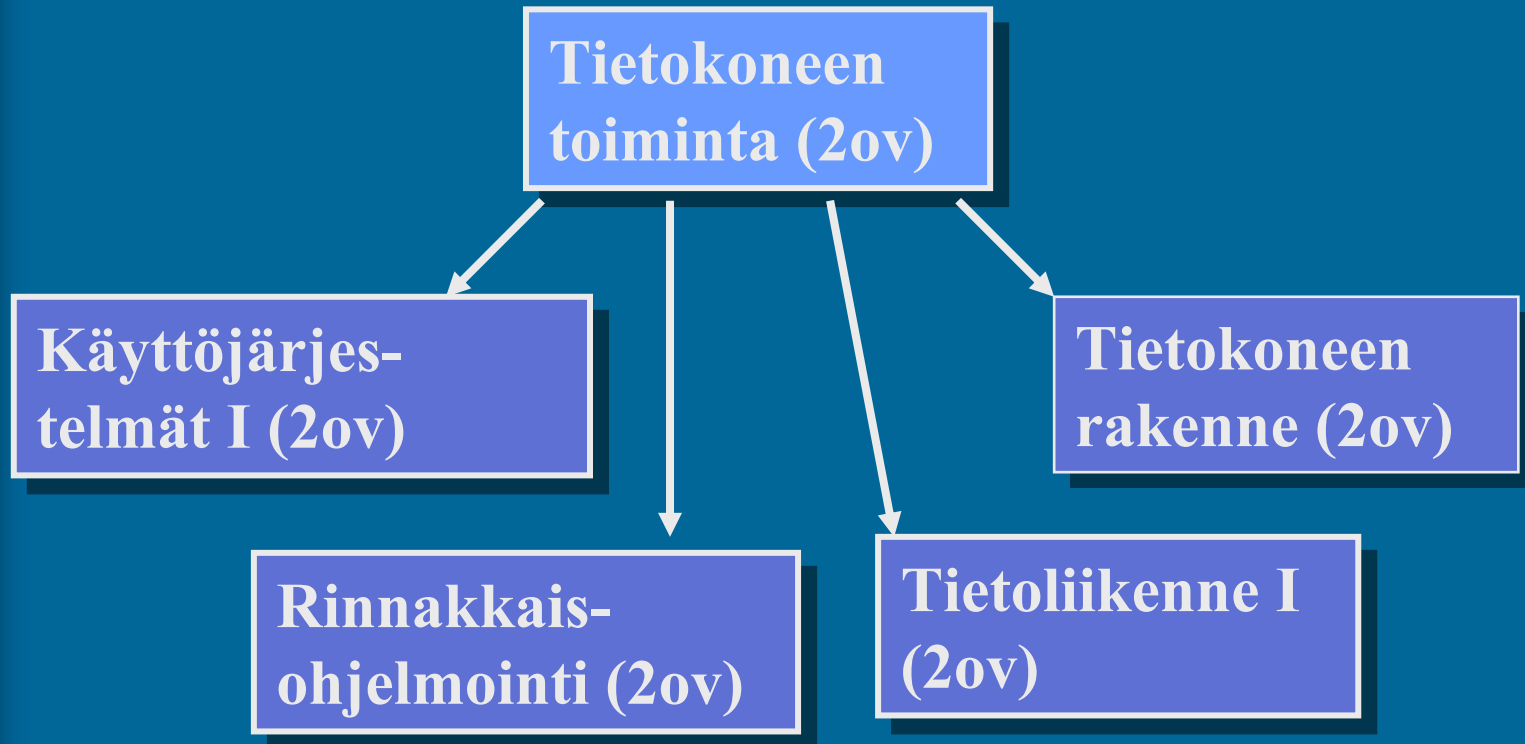 Tietokoneen
toiminta (2ov)
Käyttöjärjes-
telmät I (2ov)
Tietokoneen
rakenne (2ov)
Rinnakkais-
ohjelmointi (2ov)
Tietoliikenne I
(2ov)